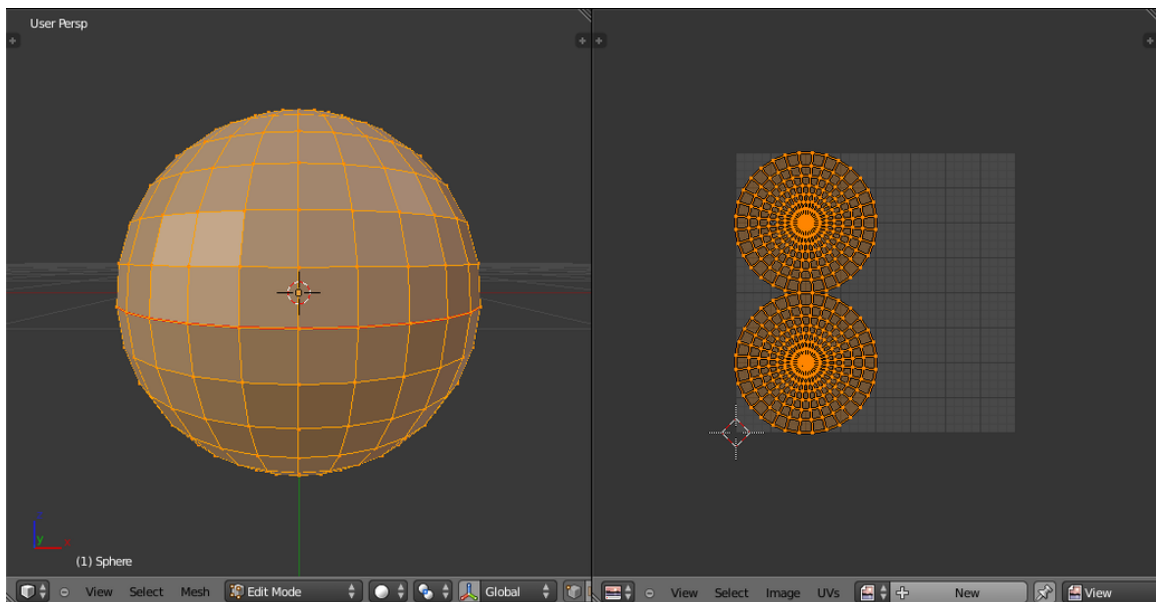 User Persp
z
y
x
(1) Sphere
View Select Mesh Edit Mode Global
View Select Image UVs New View